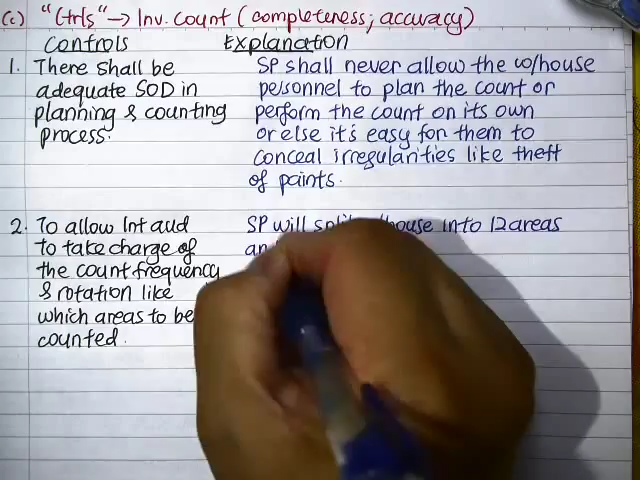 (c) "Ctrls" → Inv. count (completeness; accuracy)
Controls Explanation
1. There shall be SP shall never allow the w/house
adequate SOD in personnel to plan the count or
planning & counting perform the count on its own
process. or else it's easy for them to
conceal irregularities like theft
of paints.
2. To allow Int aud SP will split house into 12 areas
to take charge of
the count frequency
& rotation like
which areas to be
counted.